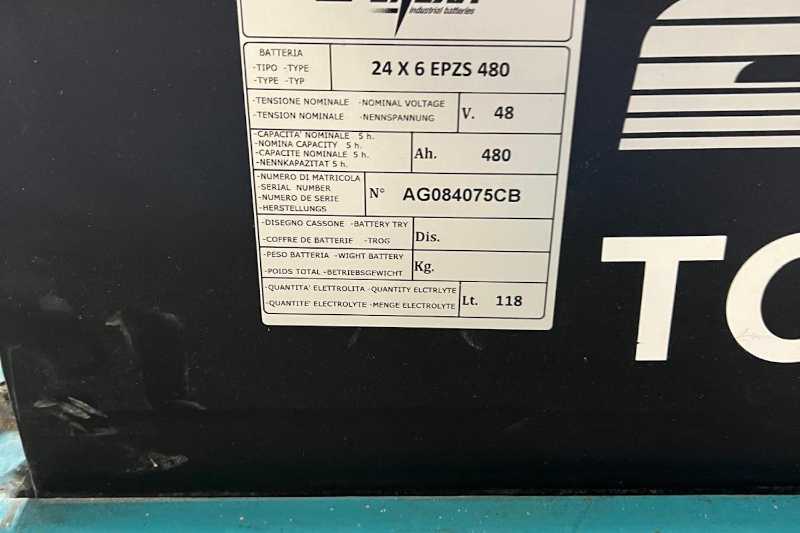 industrial batteries
BATTERIA
-TIPO -TYPE
-TYPE -TYP
24 X 6 EPZS 480
-TENSIONE NOMINALE -NOMINAL VOLTAGE
-TENSION NOMINALE -NENNSPANNUNG
V. 48
-CAPACITA' NOMINALE 5 h.
-NOMINA CAPACITY 5 h.
-CAPACITE NOMINALE 5 h.
-NENNKAPAZITAT 5 h.
Ah. 480
-NUMERO DI MATRICOLA
-SERIAL NUMBER
-NUMERO DE SERIE
-HERSTELLUNGS
N° AG084075CB
-DISEGNO CASSONE -BATTERY TRY
-COFFRE DE BATTERIE -TROG
Dis.
-PESO BATTERIA -WIGHT BATTERY
-POIDS TOTAL -BETRIEBSGEWICHT
Kg.
-QUANTITA' ELETTROLITA -QUANTITY ELCTRLYTE
-QUANTITÉ ELECTROLYTE -MENGE ELECTROLYTE
Lt. 118